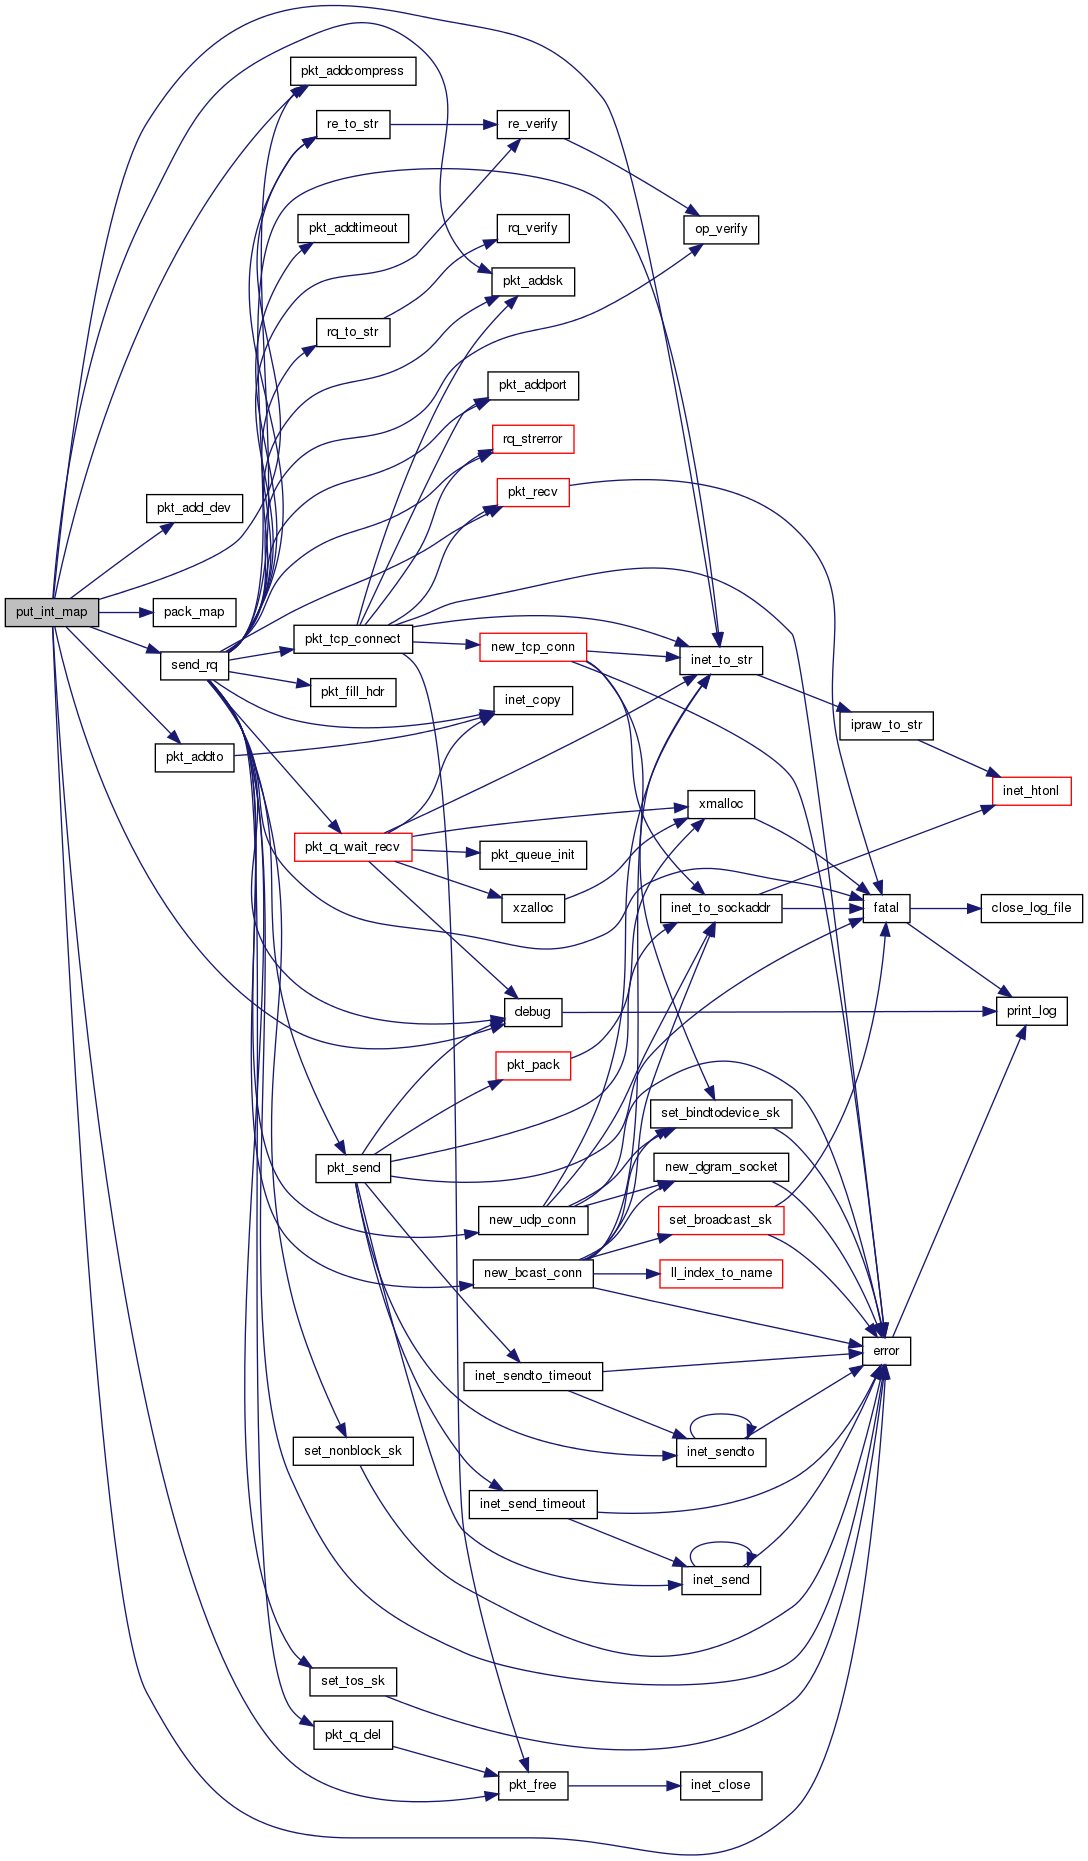 pkt_addcompress
re_to_str
re_verify
pkt_addtimeout
rq_verify
op_verify
pkt_addsk
rq_to_str
pkt_addport
rq_strerror
pkt_recv
pkt_add_dev
put_int_map
pack_map
pkt_tcp_connect
new_tcp_conn
send_rq
inet_to_str
pkt_fill_hdr
inet_copy
ipraw_to_str
pkt_addto
inet_htonl
xmalloc
pkt_q_wait_recv
pkt_queue_init
xzalloc
inet_to_sockaddr
fatal
close_log_file
debug
print_log
pkt_pack
set_bindtodevice_sk
pkt_send
new_dgram_socket
new_udp_conn
set_broadcast_sk
new_bcast_conn
ll_index_to_name
error
inet_sendto_timeout
set_nonblock_sk
inet_sendto
inet_send_timeout
inet_send
set_tos_sk
pkt_q_del
pkt_free
inet_close